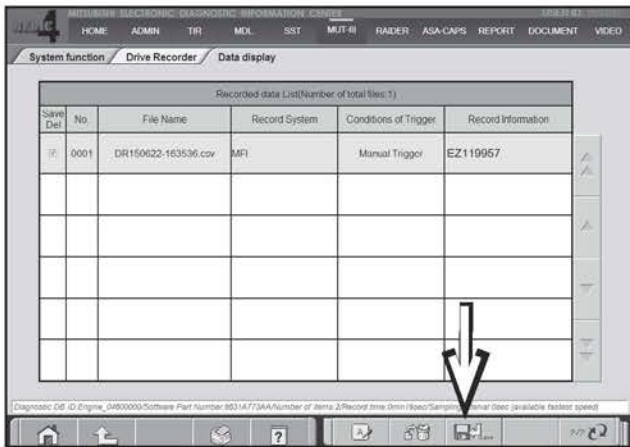 MITSUBISHI ELECTRONIC DIAGNOSTIC INFORMATION CENTER
HOME ADMIN TIR MDL SST MUT-III RAIDER ASA-CAPS REPORT DOCUMENT VIDEO
System function Drive Recorder Data display
Recorded data List(Number of total files:1)
Save Del No. File Name Record System Conditions of Trigger Record Information
0001 DR150622-163536.csv MFI Manual Trigger EZ119957
Diagnostic DB ID:Engine_04600000/Software Part Number:8631A773AA/Number of items:2/Record time:0min16sec/Sampling interval:0sec (available fastest speed)
?